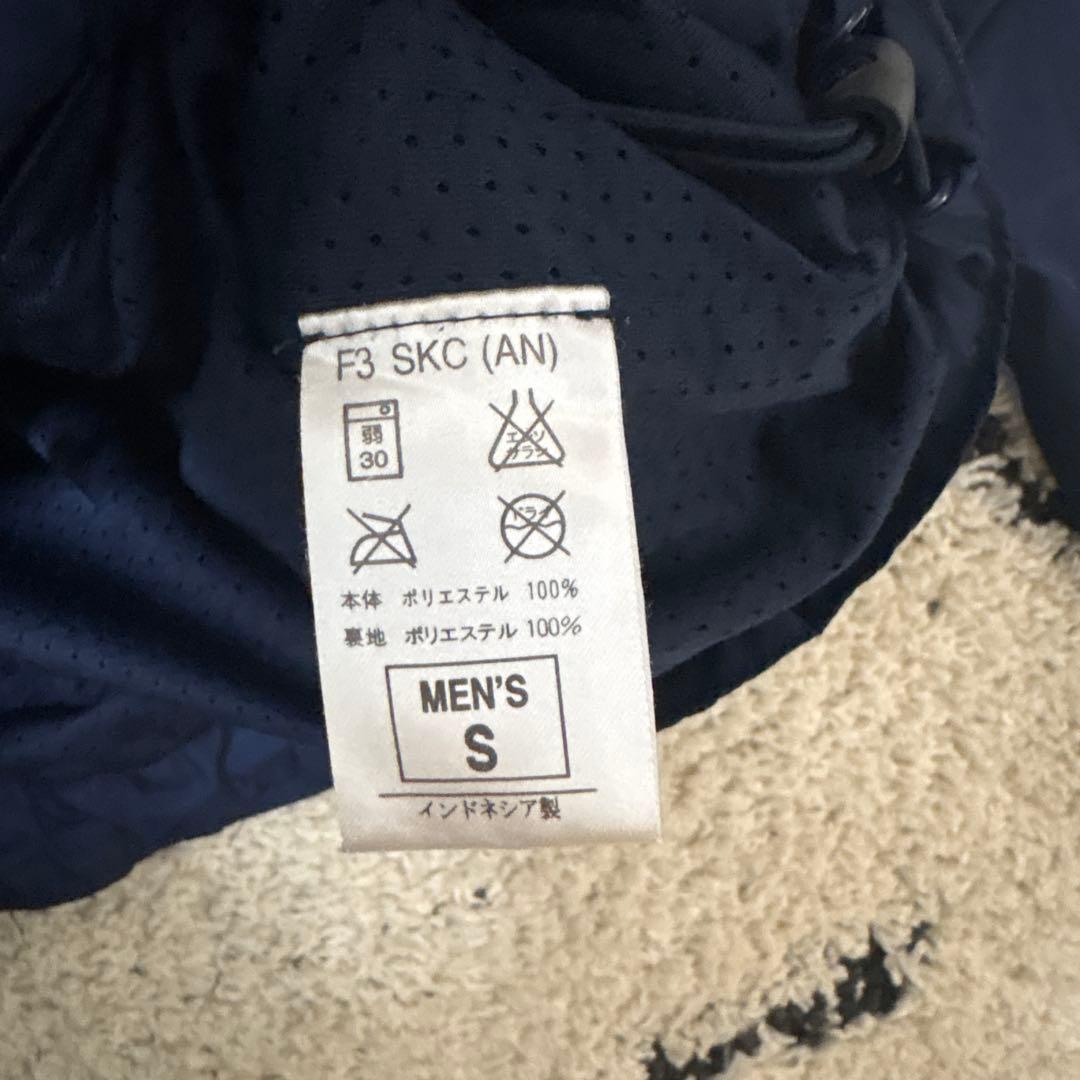 F3 SKC (AN)
弱
30
エンソ
サラシ
ドライ
本体 ポリエステル 100%
裏地 ポリエステル 100%
MEN'S
S
インドネシア製